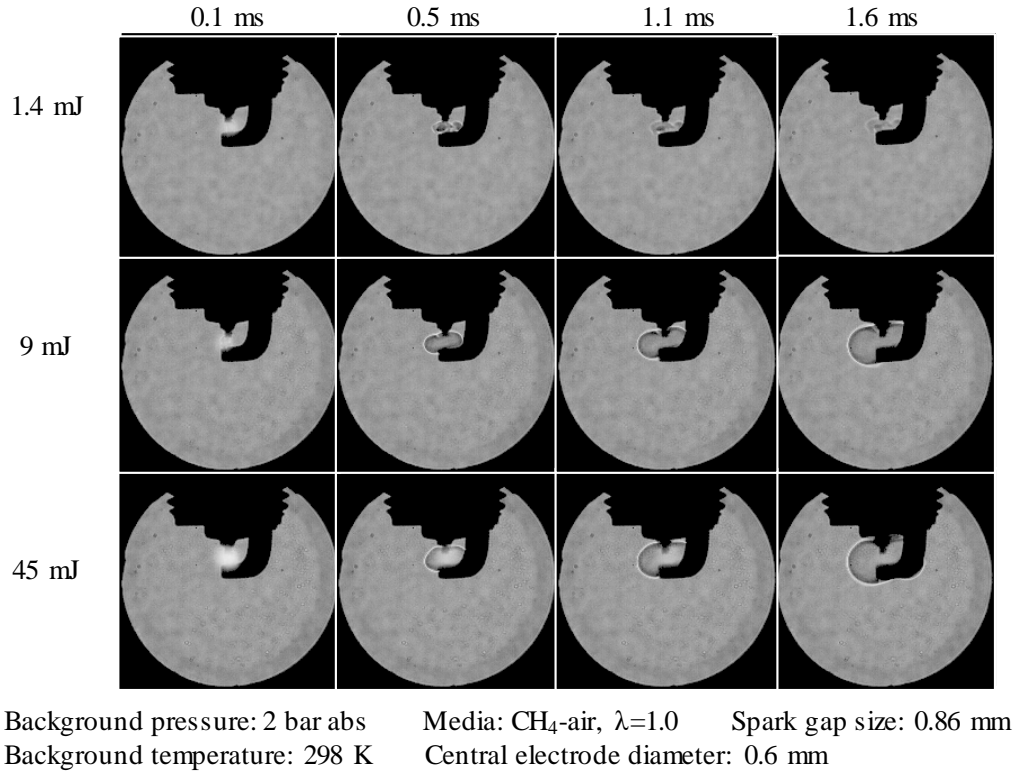 0.1 ms 0.5 ms 1.1 ms 1.6 ms
1.4 mJ
9 mJ
45 mJ
Background pressure: 2 bar abs Media: CH₄-air, λ=1.0 Spark gap size: 0.86 mm
Background temperature: 298 K Central electrode diameter: 0.6 mm